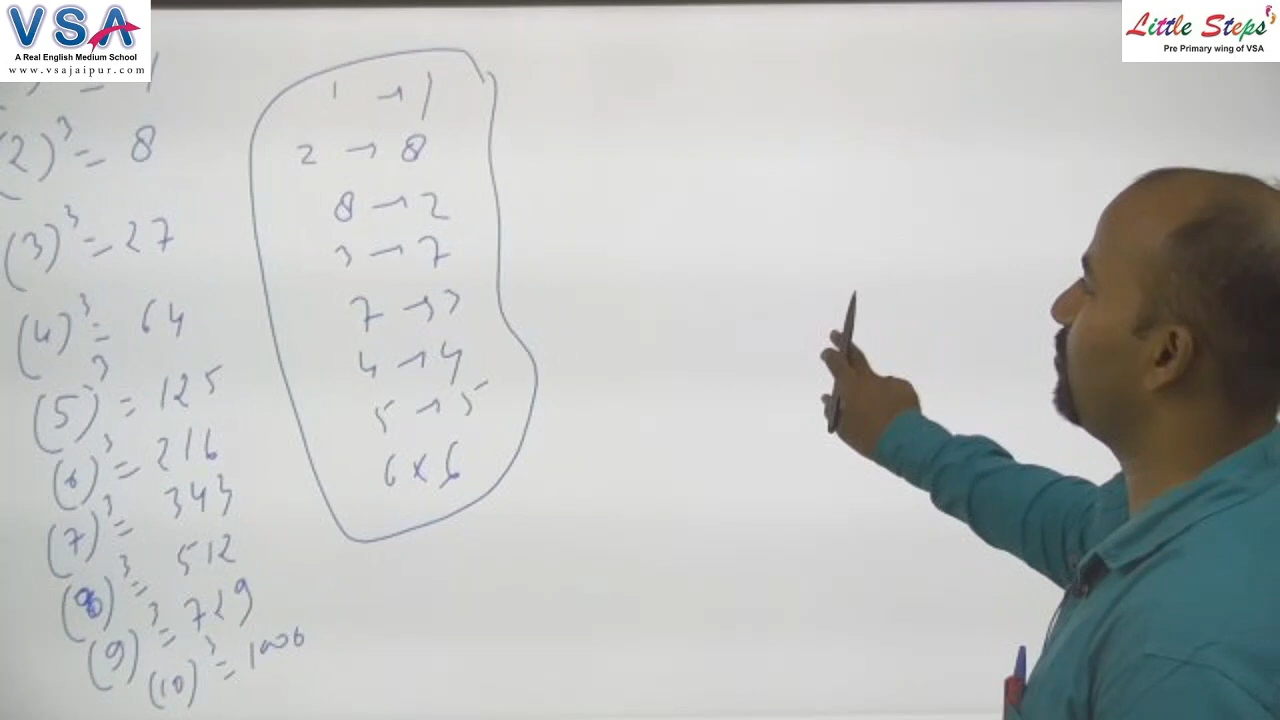 VSA
A Real English Medium School
www.vsajaipur.com
Little Steps
Pre Primary wing of VSA
= 1
(2)³ = 8
(3)³ = 27
(4)³ = 64
(5)³ = 125
(6)³ = 216
(7)³ = 343
(8)³ = 512
(9)³ = 729
(10)³ = 1000
1 → 1
2 → 8
8 → 2
3 → 7
7 → 3
4 → 4
5 → 5
6 × 6